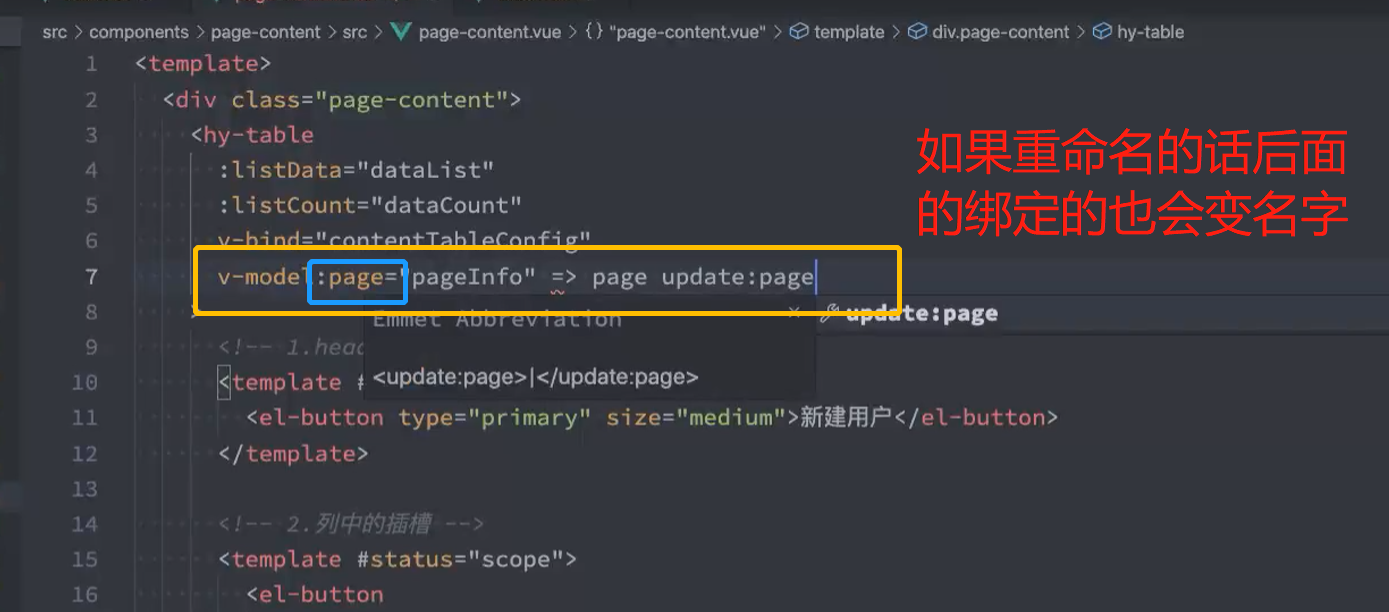 src > components > page-content > src > page-content.vue > {} "page-content.vue" > template > div.page-content > hy-table
1 <template>
2 <div class="page-content">
3 <hy-table
4 :listData="dataList"
5 :listCount="dataCount"
6 v-bind="contentTableConfig"
7 v-model:page="pageInfo" => page update:page
如果重命名的话后面
的绑定的也会变名字
8
Emmet Abbreviation × update:page
9 <!-- 1.head
<update:page>|</update:page>
10 <template #
11 <el-button type="primary" size="medium">新建用户</el-button>
12 </template>
13
14 <!-- 2.列中的插槽 -->
15 <template #status="scope">
16 <el-button